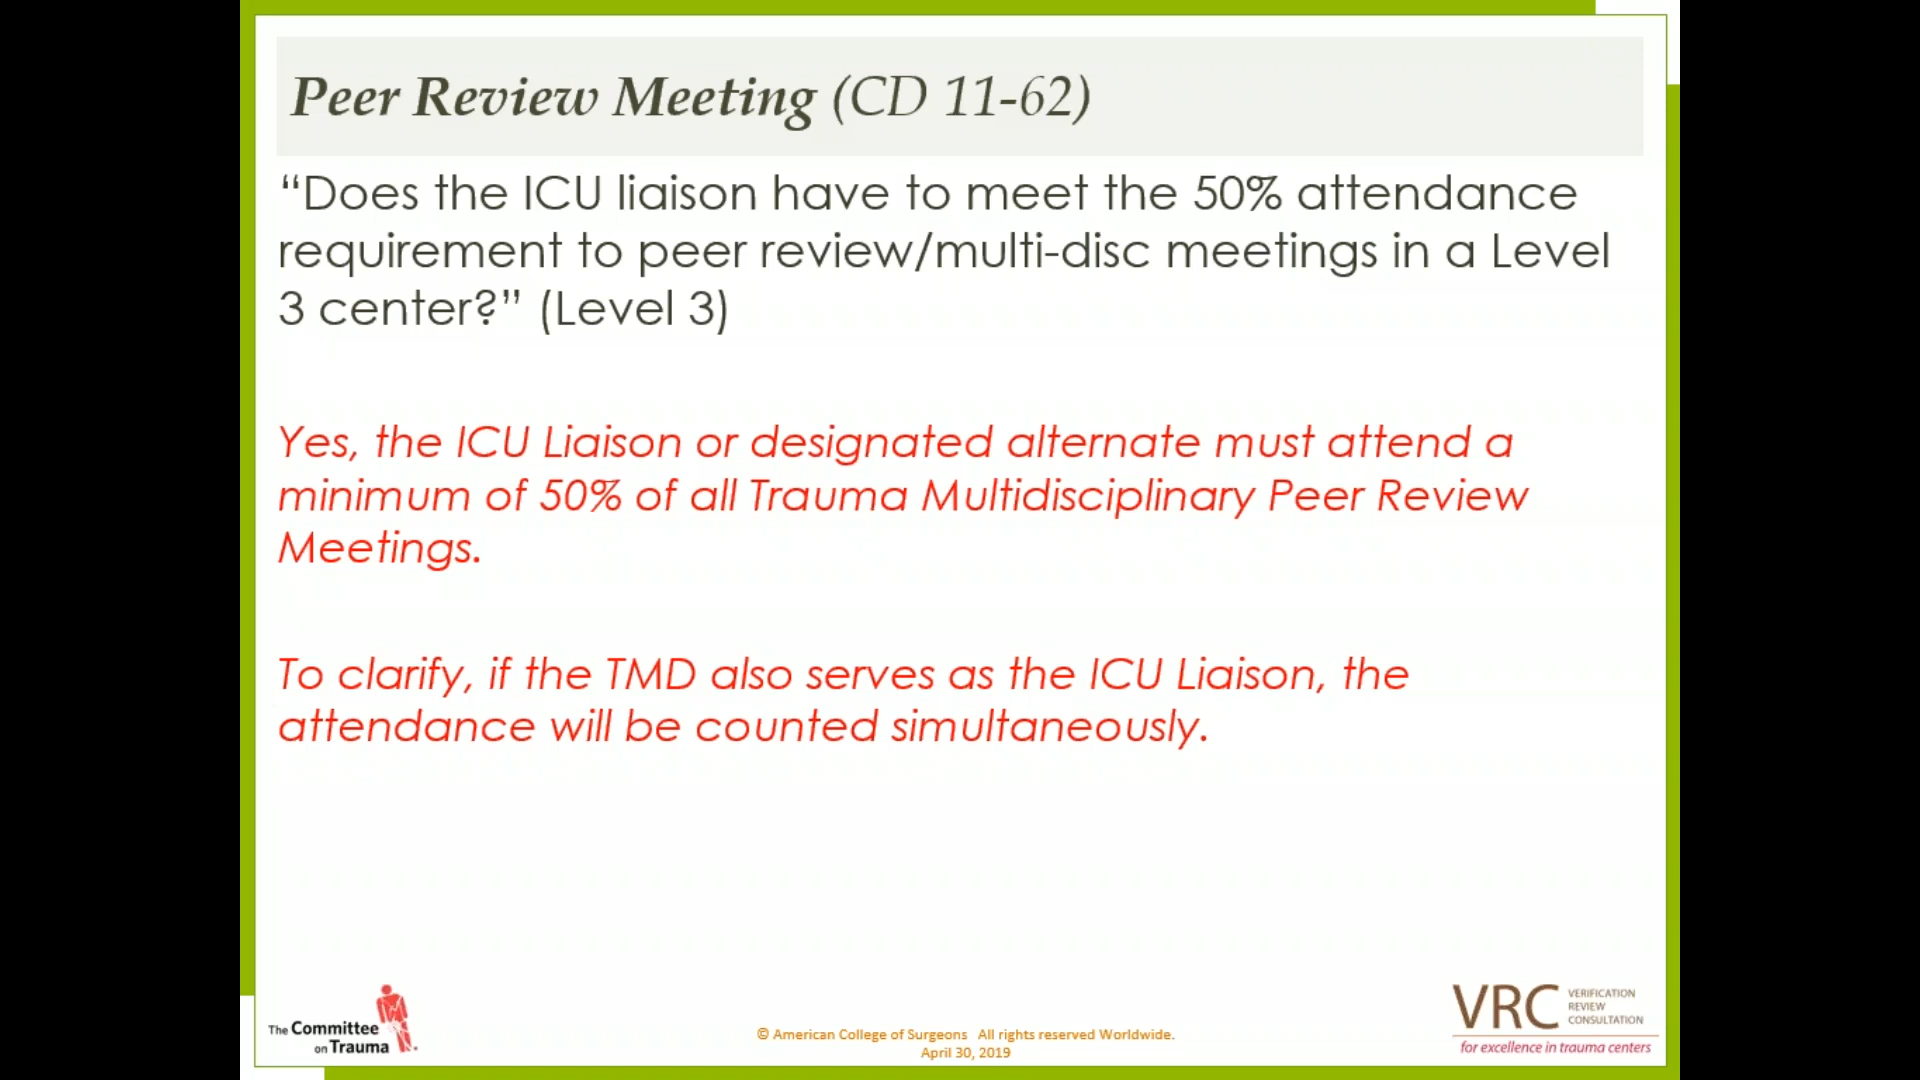 Peer Review Meeting (CD 11-62)
“Does the ICU liaison have to meet the 50% attendance
requirement to peer review/multi-disc meetings in a Level
3 center?” (Level 3)
Yes, the ICU Liaison or designated alternate must attend a
minimum of 50% of all Trauma Multidisciplinary Peer Review
Meetings.
To clarify, if the TMD also serves as the ICU Liaison, the
attendance will be counted simultaneously.
The Committee
on Trauma
© American College of Surgeons All rights reserved Worldwide.
April 30, 2019
VRC
VERIFICATION
REVIEW
CONSULTATION
for excellence in trauma centers